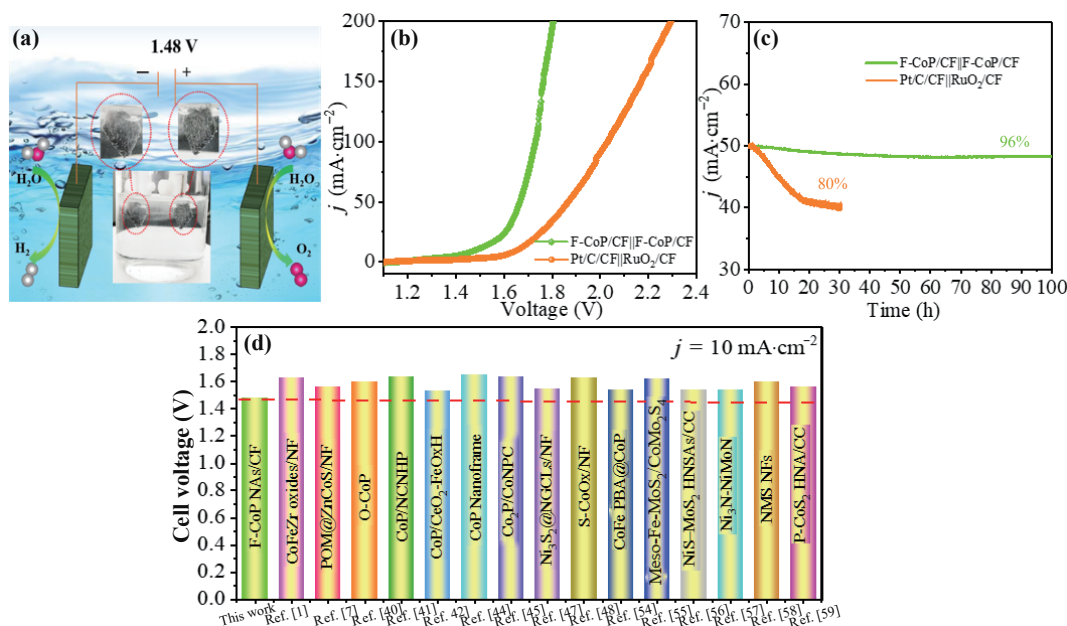 (a)
1.48 V
− +
H2O
H2O
H2
O2
(b)
200
150
100
50
0
j (mA·cm−2)
F-CoP/CF||F-CoP/CF
Pt/C/CF||RuO2/CF
1.2 1.4 1.6 1.8 2.0 2.2 2.4
Voltage (V)
(c)
70
60
50
40
30
j (mA·cm−2)
F-CoP/CF||F-CoP/CF
Pt/C/CF||RuO2/CF
96%
80%
0 10 20 30 40 50 60 70 80 90 100
Time (h)
(d)
j = 10 mA·cm−2
2.0
1.8
1.6
1.4
1.2
1.0
0.8
0.6
0.4
0.2
0.0
Cell voltage (V)
F-CoP NAs/CF
CoFeZr oxides/NF
POM@ZnCoS/NF
O-CoP
CoP/NCNHP
CoP/CeO2-FeOxH
CoP Nanoframe
Co2P/CoNPC
Ni3S2@NGCLs/NF
S-CoOx/NF
CoFe PBA@CoP
Meso-Fe-MoS2/CoMo2S4
NiS–MoS2 HNSAs/CC
Ni3N-NiMoN
NMS NFs
P-CoS2 HNA/CC
This work
Ref. [1]
Ref. [7]
Ref. [40]
Ref. [41]
Ref. 42]
Ref. [44]
Ref. [45]
Ref. [47]
Ref. [48]
Ref. [54]
Ref. [55]
Ref. [56]
Ref. [57]
Ref. [58]
Ref. [59]